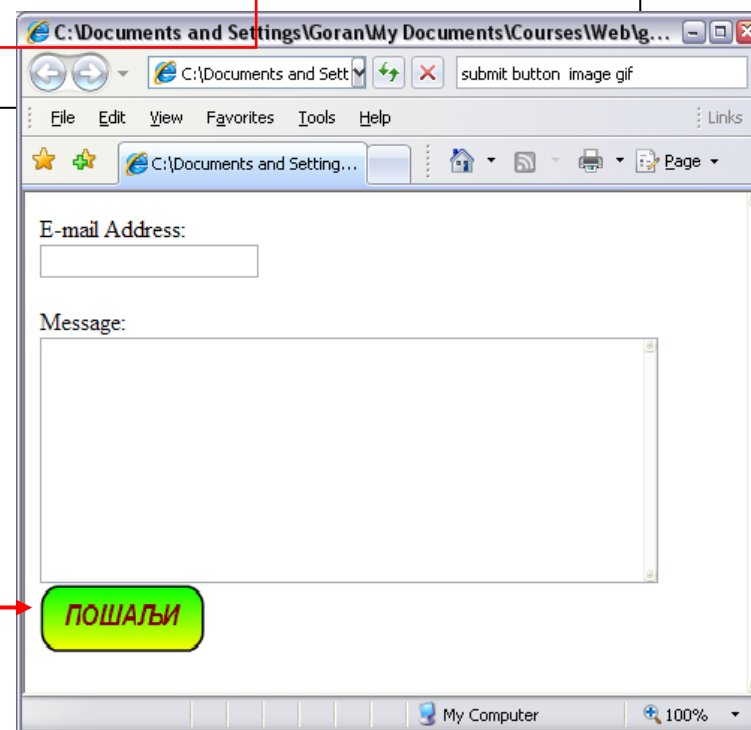 C:\Documents and Settings\Goran\My Documents\Courses\Web\g...
C:\Documents and Sett
submit button image gif
File Edit View Favorites Tools Help Links
C:\Documents and Setting... Page
E-mail Address:
Message:
ПОШАЉИ
My Computer 100%